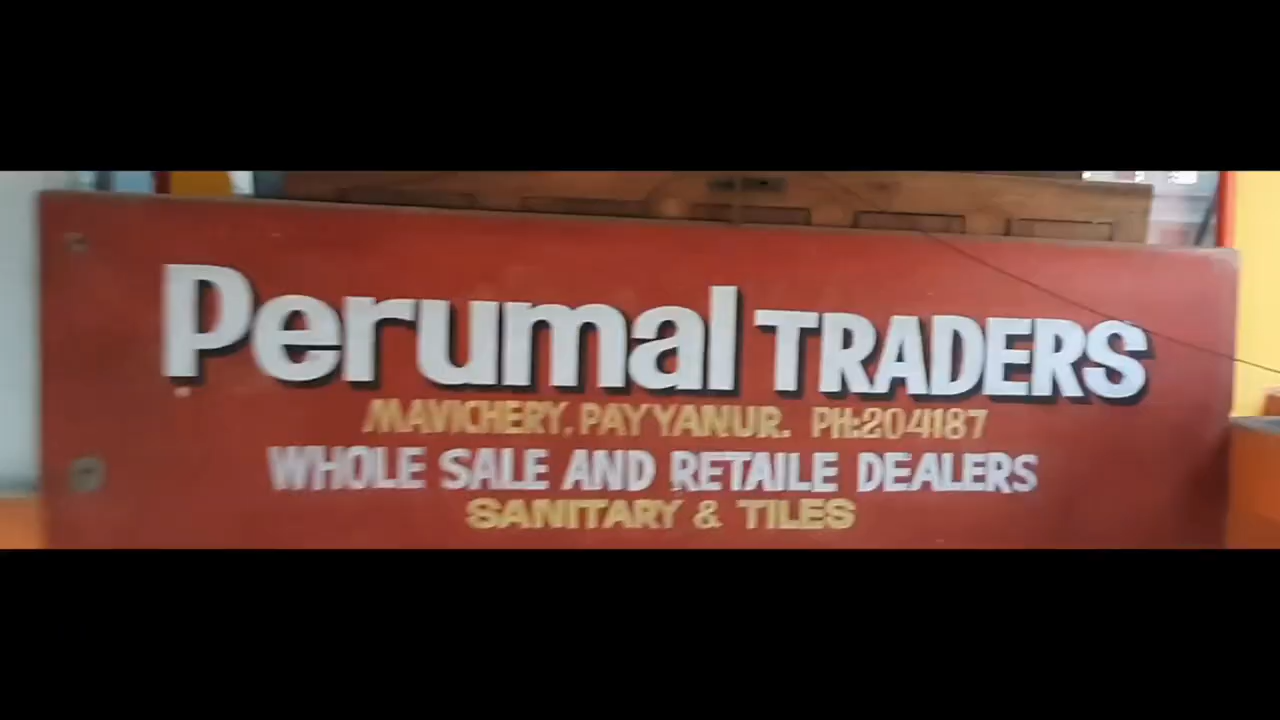 Perumal TRADERS
MAVICHERY, PAYYANUR. PH:204187
WHOLE SALE AND RETAILE DEALERS
SANITARY & TILES